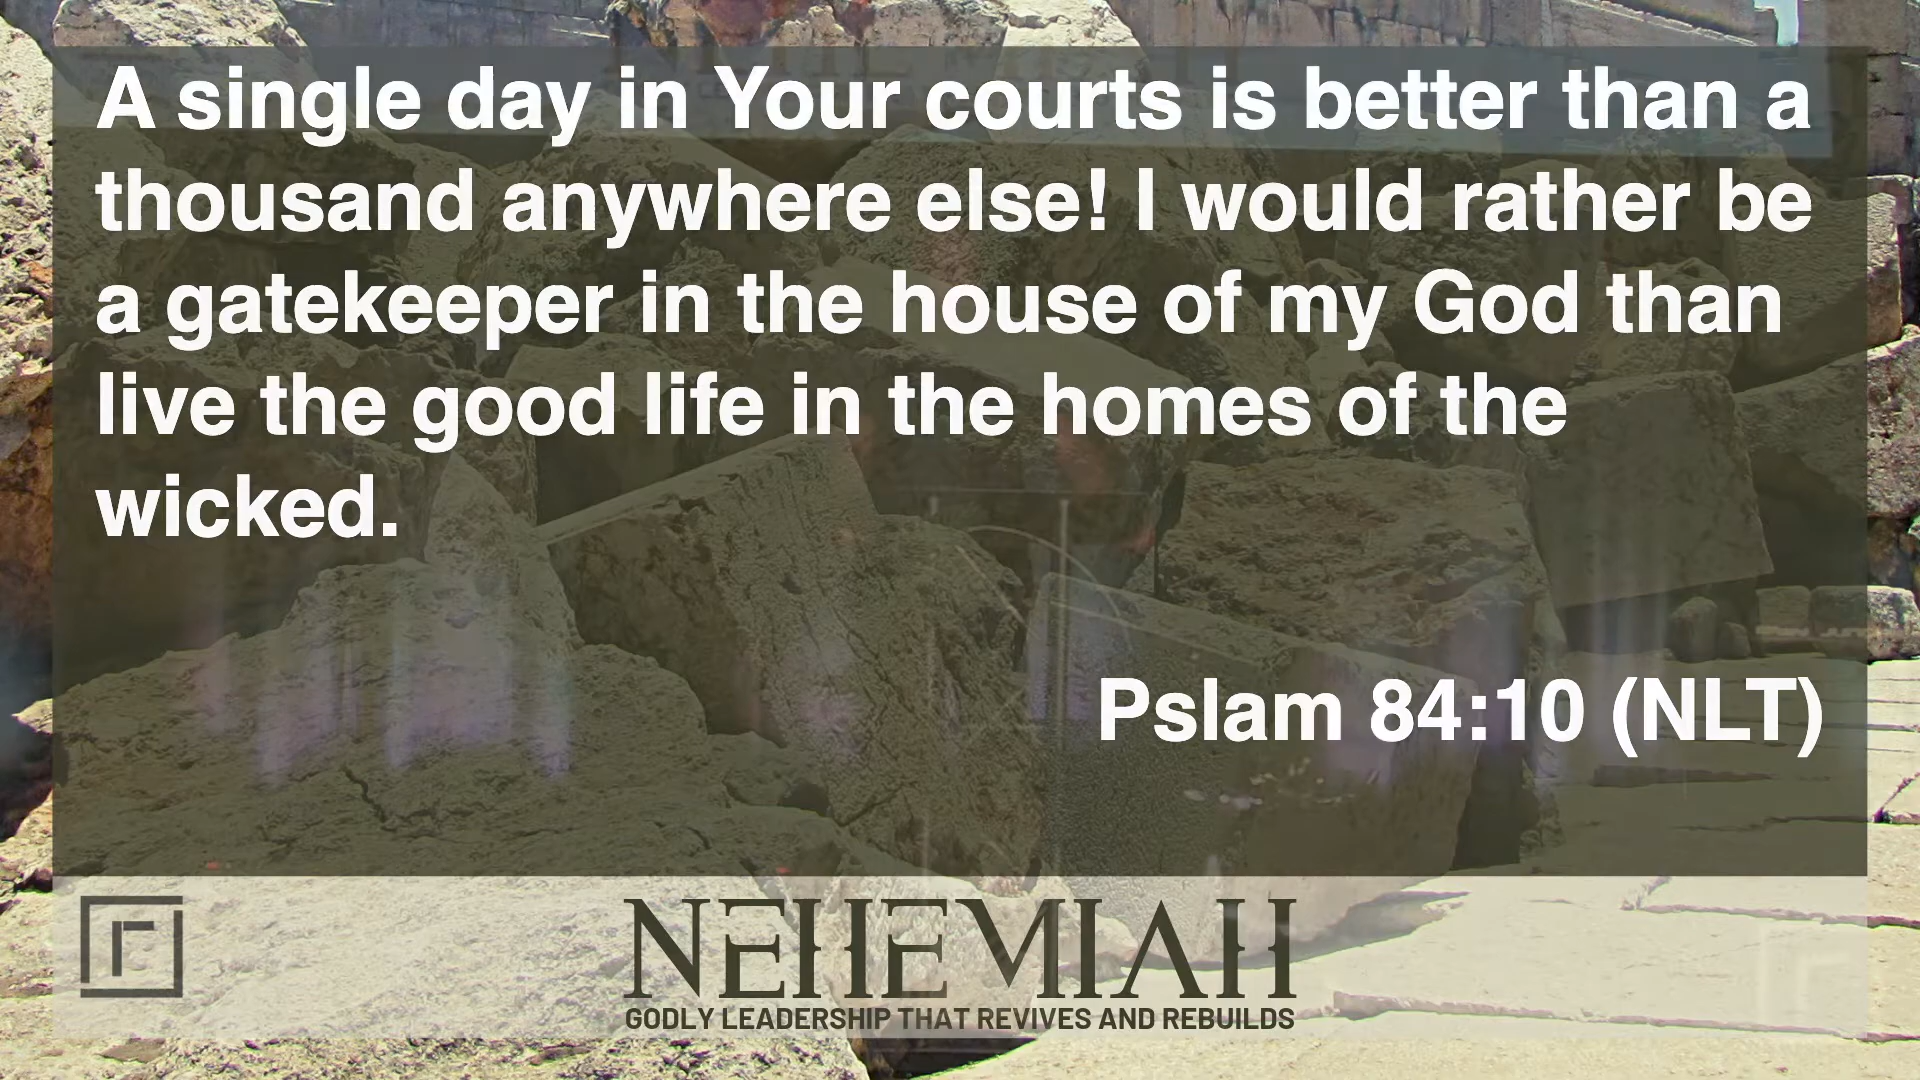 A single day in Your courts is better than a
thousand anywhere else! I would rather be
a gatekeeper in the house of my God than
live the good life in the homes of the
wicked.
Pslam 84:10 (NLT)
r
NEHEMIAH
GODLY LEADERSHIP THAT REVIVES AND REBUILDS